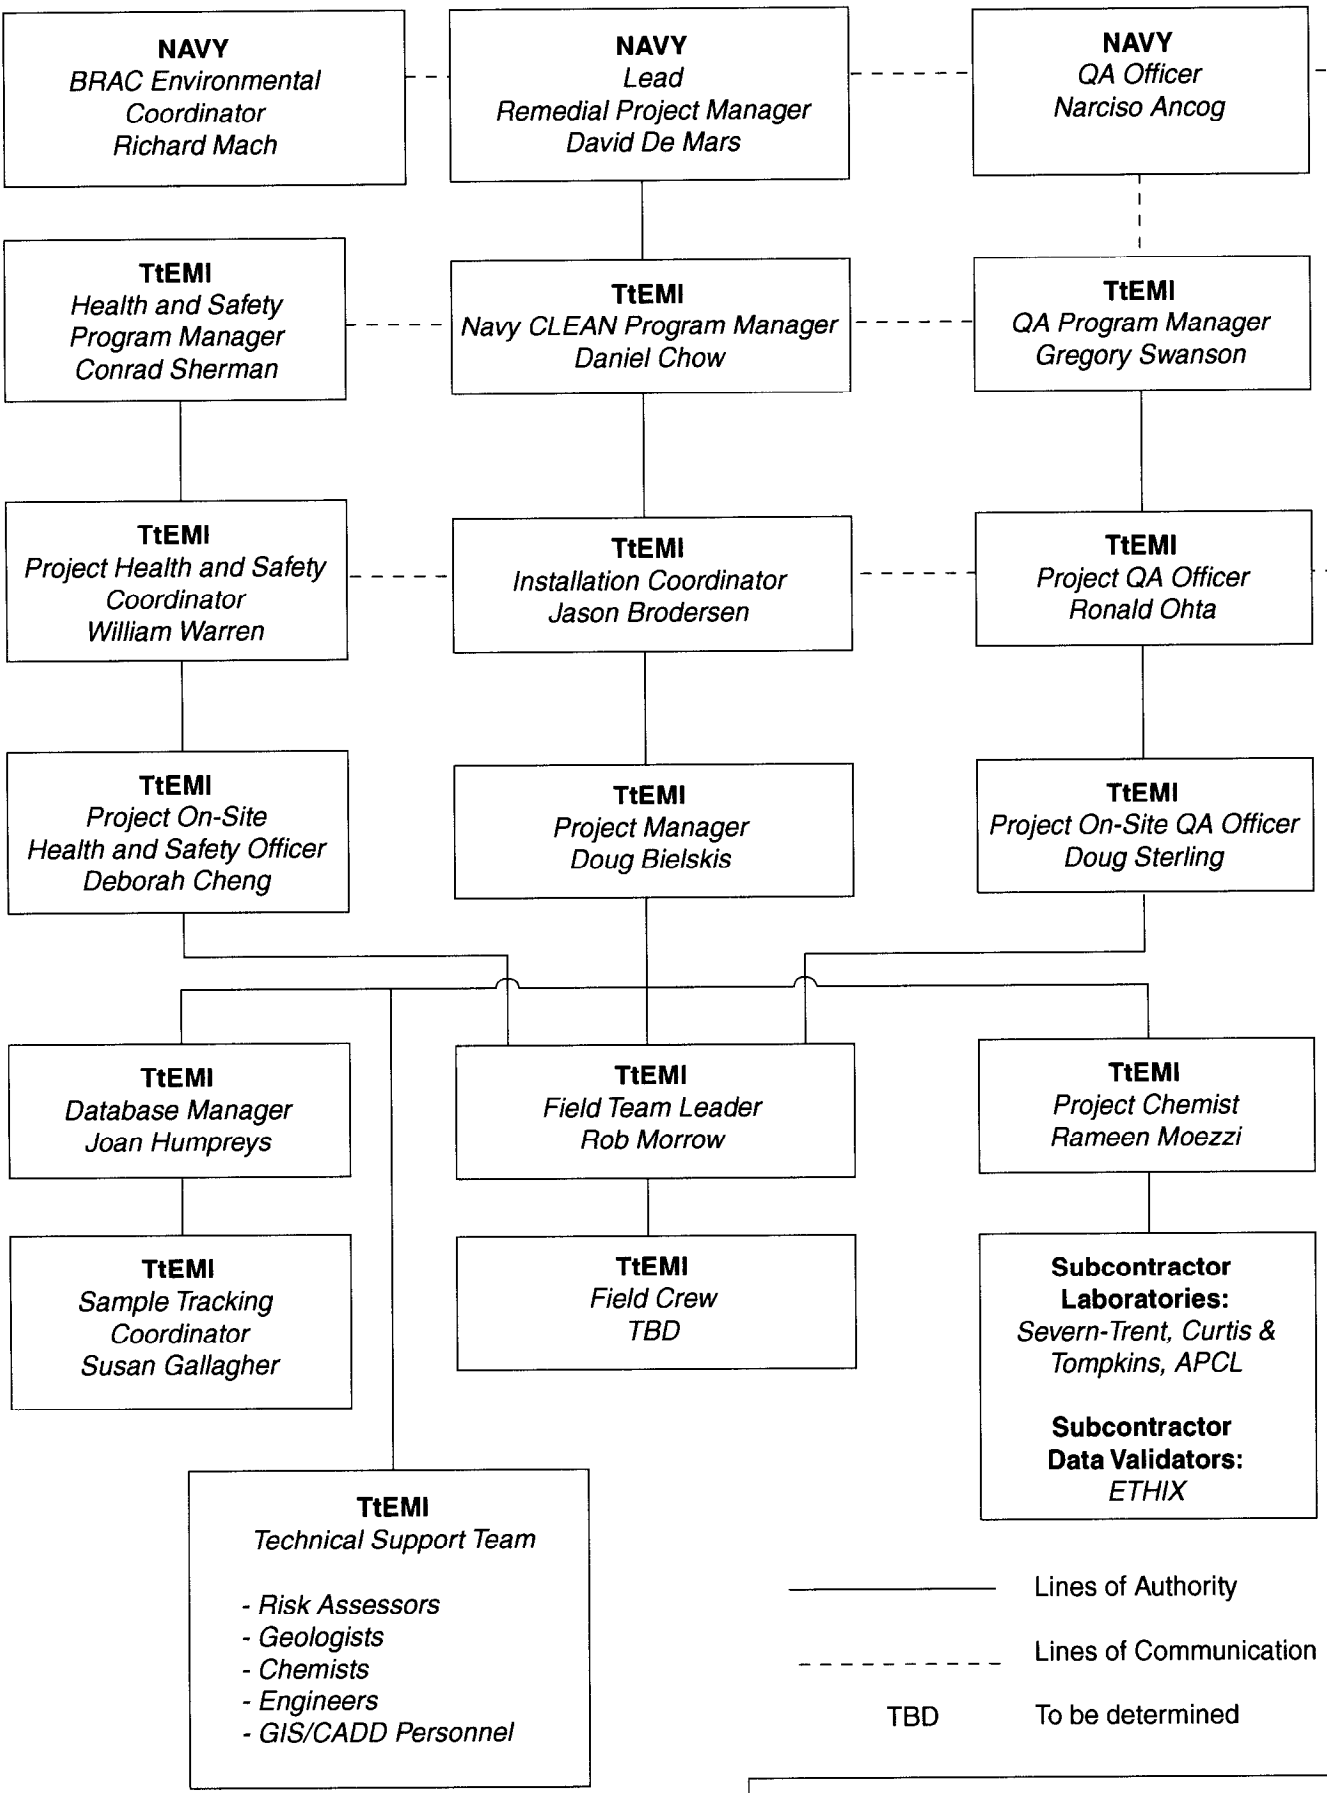 NAVY
BRAC Environmental
Coordinator
Richard Mach
NAVY
Lead
Remedial Project Manager
David De Mars
NAVY
QA Officer
Narciso Ancog
TtEMI
Health and Safety
Program Manager
Conrad Sherman
TtEMI
Navy CLEAN Program Manager
Daniel Chow
TtEMI
QA Program Manager
Gregory Swanson
TtEMI
Project Health and Safety
Coordinator
William Warren
TtEMI
Installation Coordinator
Jason Brodersen
TtEMI
Project QA Officer
Ronald Ohta
TtEMI
Project On-Site
Health and Safety Officer
Deborah Cheng
TtEMI
Project Manager
Doug Bielskis
TtEMI
Project On-Site QA Officer
Doug Sterling
TtEMI
Database Manager
Joan Humpreys
TtEMI
Field Team Leader
Rob Morrow
TtEMI
Project Chemist
Rameen Moezzi
TtEMI
Sample Tracking
Coordinator
Susan Gallagher
TtEMI
Field Crew
TBD
Subcontractor
Laboratories:
Severn-Trent, Curtis &
Tompkins, APCL
Subcontractor
Data Validators:
ETHIX
TtEMI
Technical Support Team
- Risk Assessors
- Geologists
- Chemists
- Engineers
- GIS/CADD Personnel
Lines of Authority
Lines of Communication
TBD To be determined